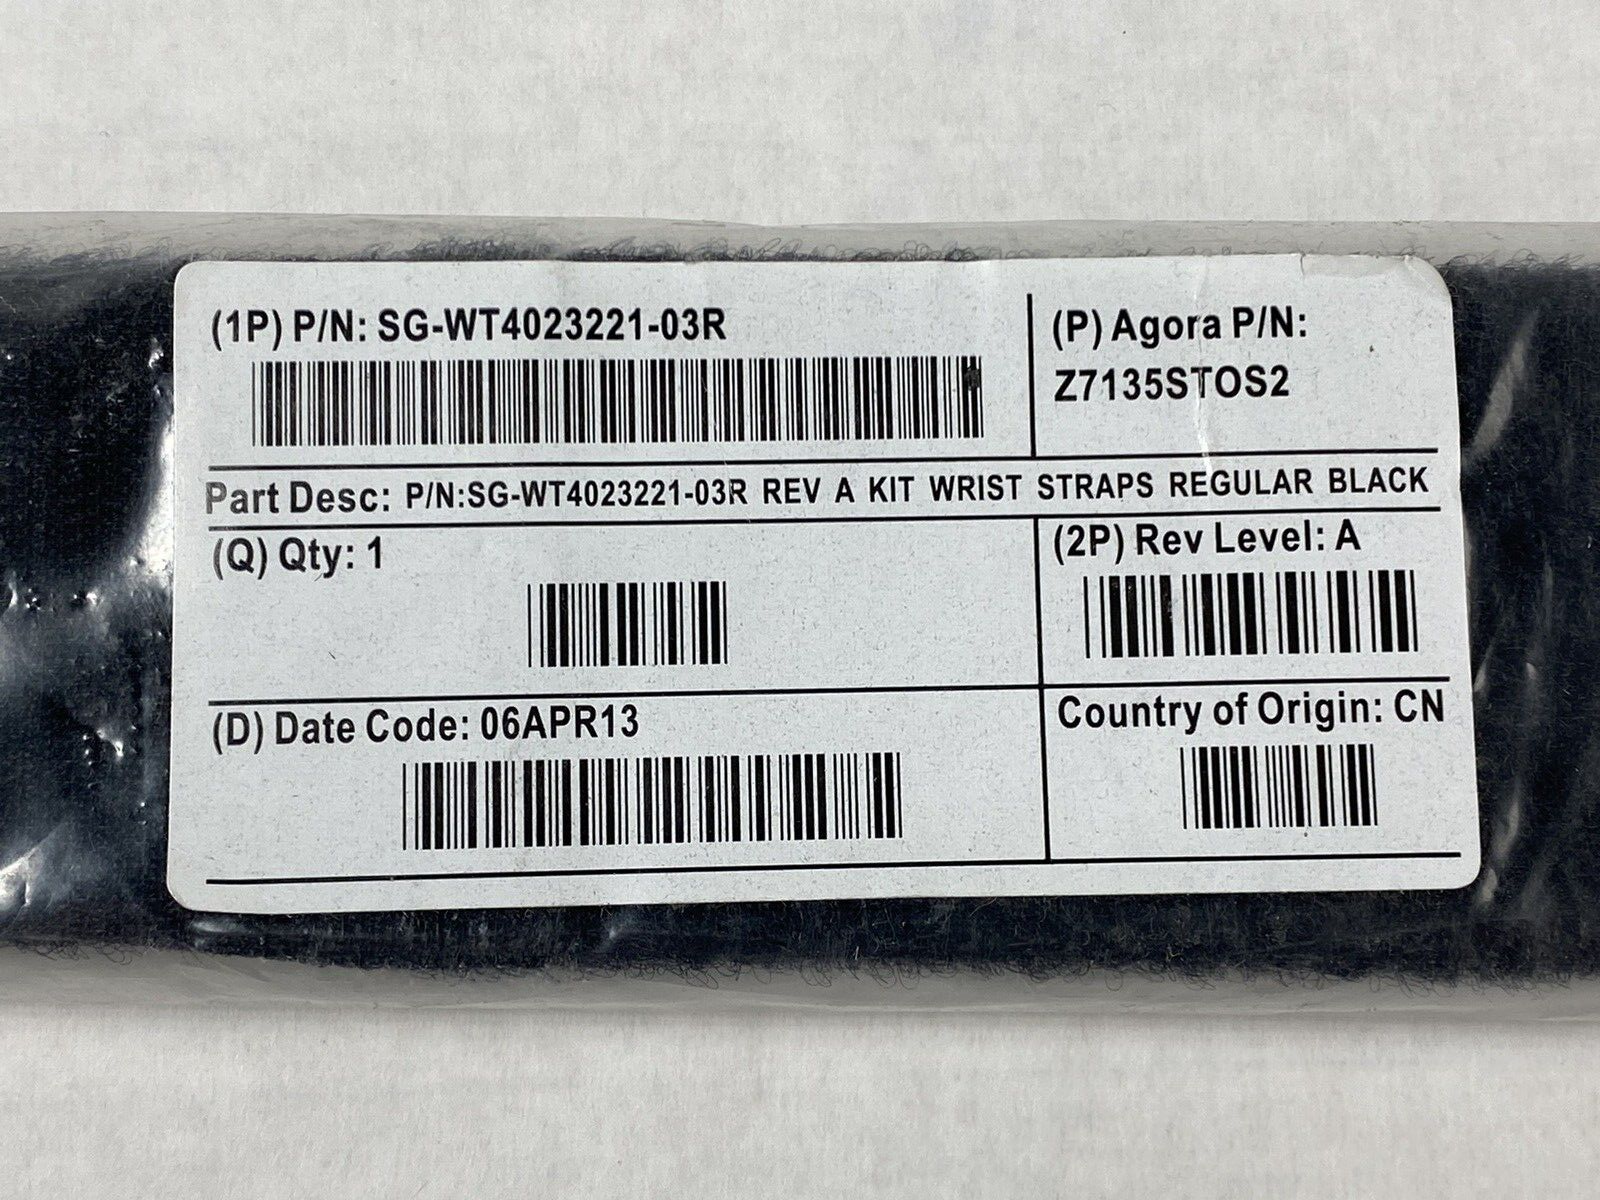 (1P) P/N: SG-WT4023221-03R
(P) Agora P/N:
Z7135STOS2
Part Desc: P/N:SG-WT4023221-03R REV A KIT WRIST STRAPS REGULAR BLACK
(Q) Qty: 1
(2P) Rev Level: A
(D) Date Code: 06APR13
Country of Origin: CN